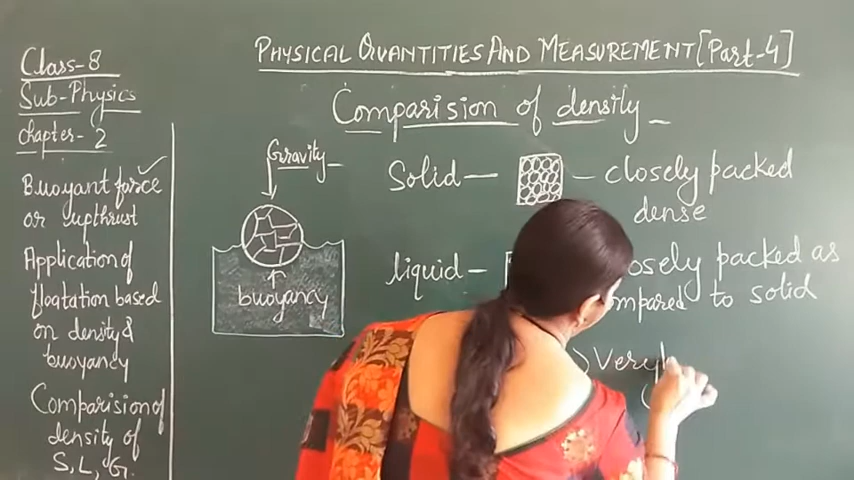 PHYSICAL QUANTITIES AND MEASUREMENT [Part-4]
Class-8
Sub-Physics
chapter-2
Buoyant force
or upthrust
Application of
floatation based
on density &
buoyancy
Comparision of
density of
S, L, G.
Comparision of density
Gravity
buoyancy
Solid — closely packed
dense
liquid - packed as
to solid
Very